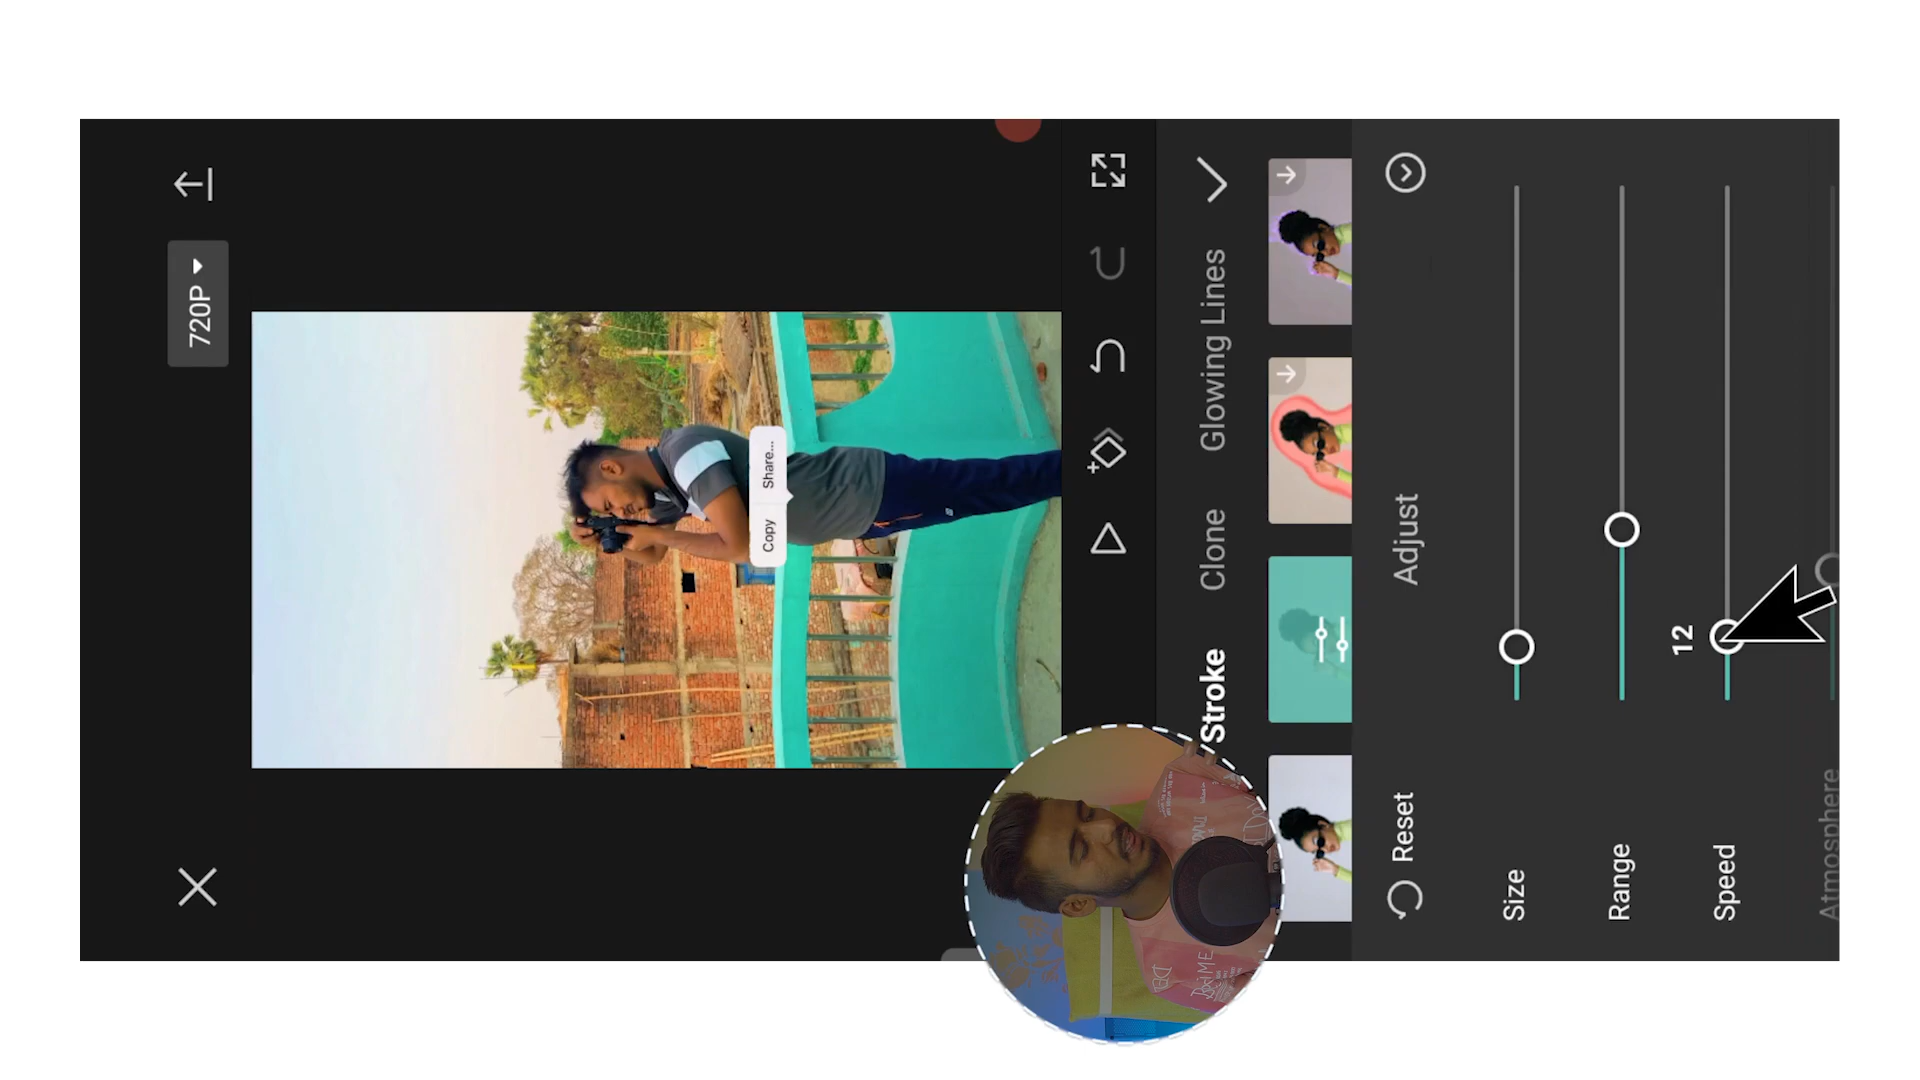 720P
Copy Share...
Stroke Clone Glowing Lines
Reset Adjust
Size
Range
12
Speed
Atmosphere